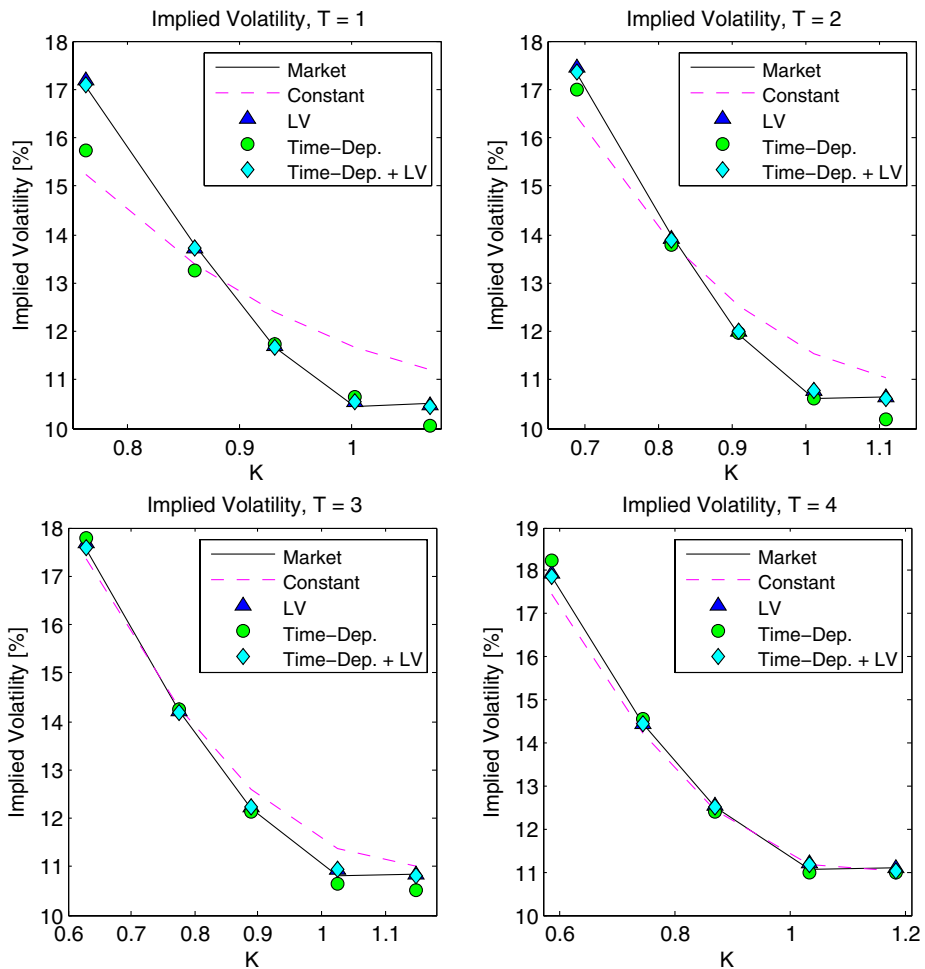 Implied Volatility, T = 1
Implied Volatility [%]
18
17
16
15
14
13
12
11
10
0.8
0.9
1
K
Market
Constant
LV
Time-Dep.
Time-Dep. + LV
Implied Volatility, T = 2
Implied Volatility [%]
18
17
16
15
14
13
12
11
10
0.7
0.8
0.9
1
1.1
K
Market
Constant
LV
Time-Dep.
Time-Dep. + LV
Implied Volatility, T = 3
Implied Volatility [%]
18
17
16
15
14
13
12
11
10
0.6
0.7
0.8
0.9
1
1.1
K
Market
Constant
LV
Time-Dep.
Time-Dep. + LV
Implied Volatility, T = 4
Implied Volatility [%]
19
18
17
16
15
14
13
12
11
10
0.6
0.8
1
1.2
K
Market
Constant
LV
Time-Dep.
Time-Dep. + LV